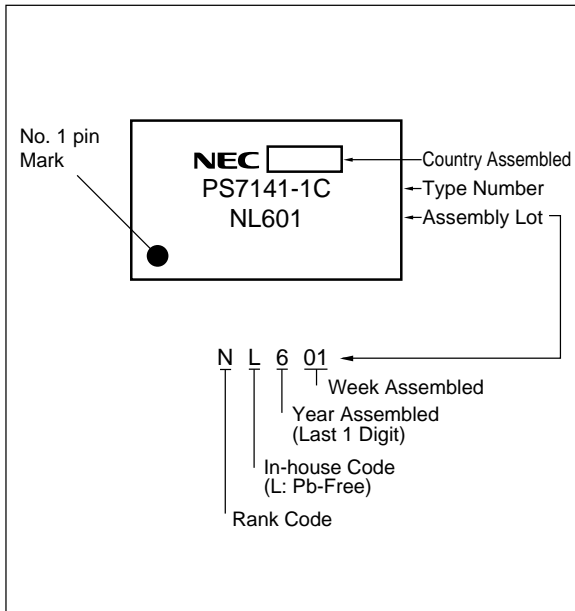 No. 1 pin
Mark
NEC
Country Assembled
PS7141-1C
Type Number
NL601
Assembly Lot
N L 6 01
Week Assembled
Year Assembled
(Last 1 Digit)
In-house Code
(L: Pb-Free)
Rank Code